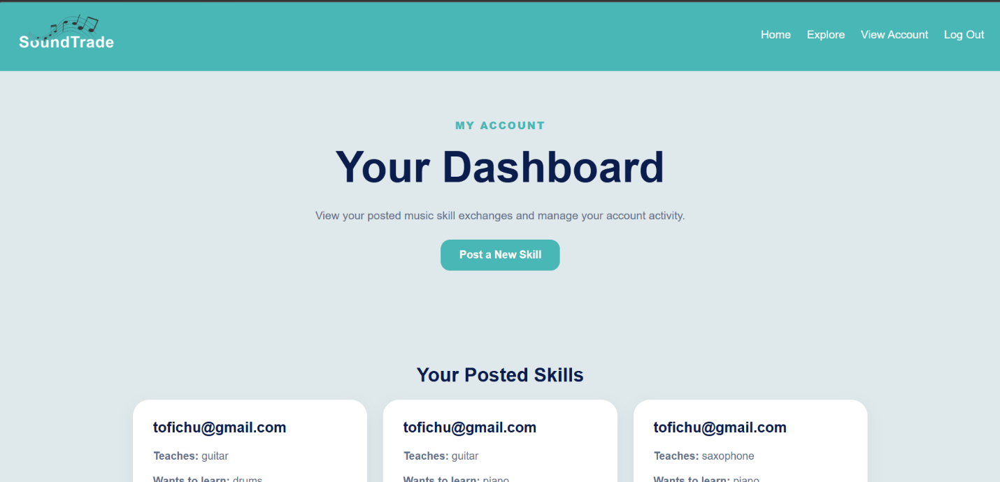 SoundTrade
Home Explore View Account Log Out
MY ACCOUNT
Your Dashboard
View your posted music skill exchanges and manage your account activity.
Post a New Skill
Your Posted Skills
tofichu@gmail.com
Teaches: guitar
Wants to learn: drums
tofichu@gmail.com
Teaches: guitar
Wants to learn: piano
tofichu@gmail.com
Teaches: saxophone
Wants to learn: piano